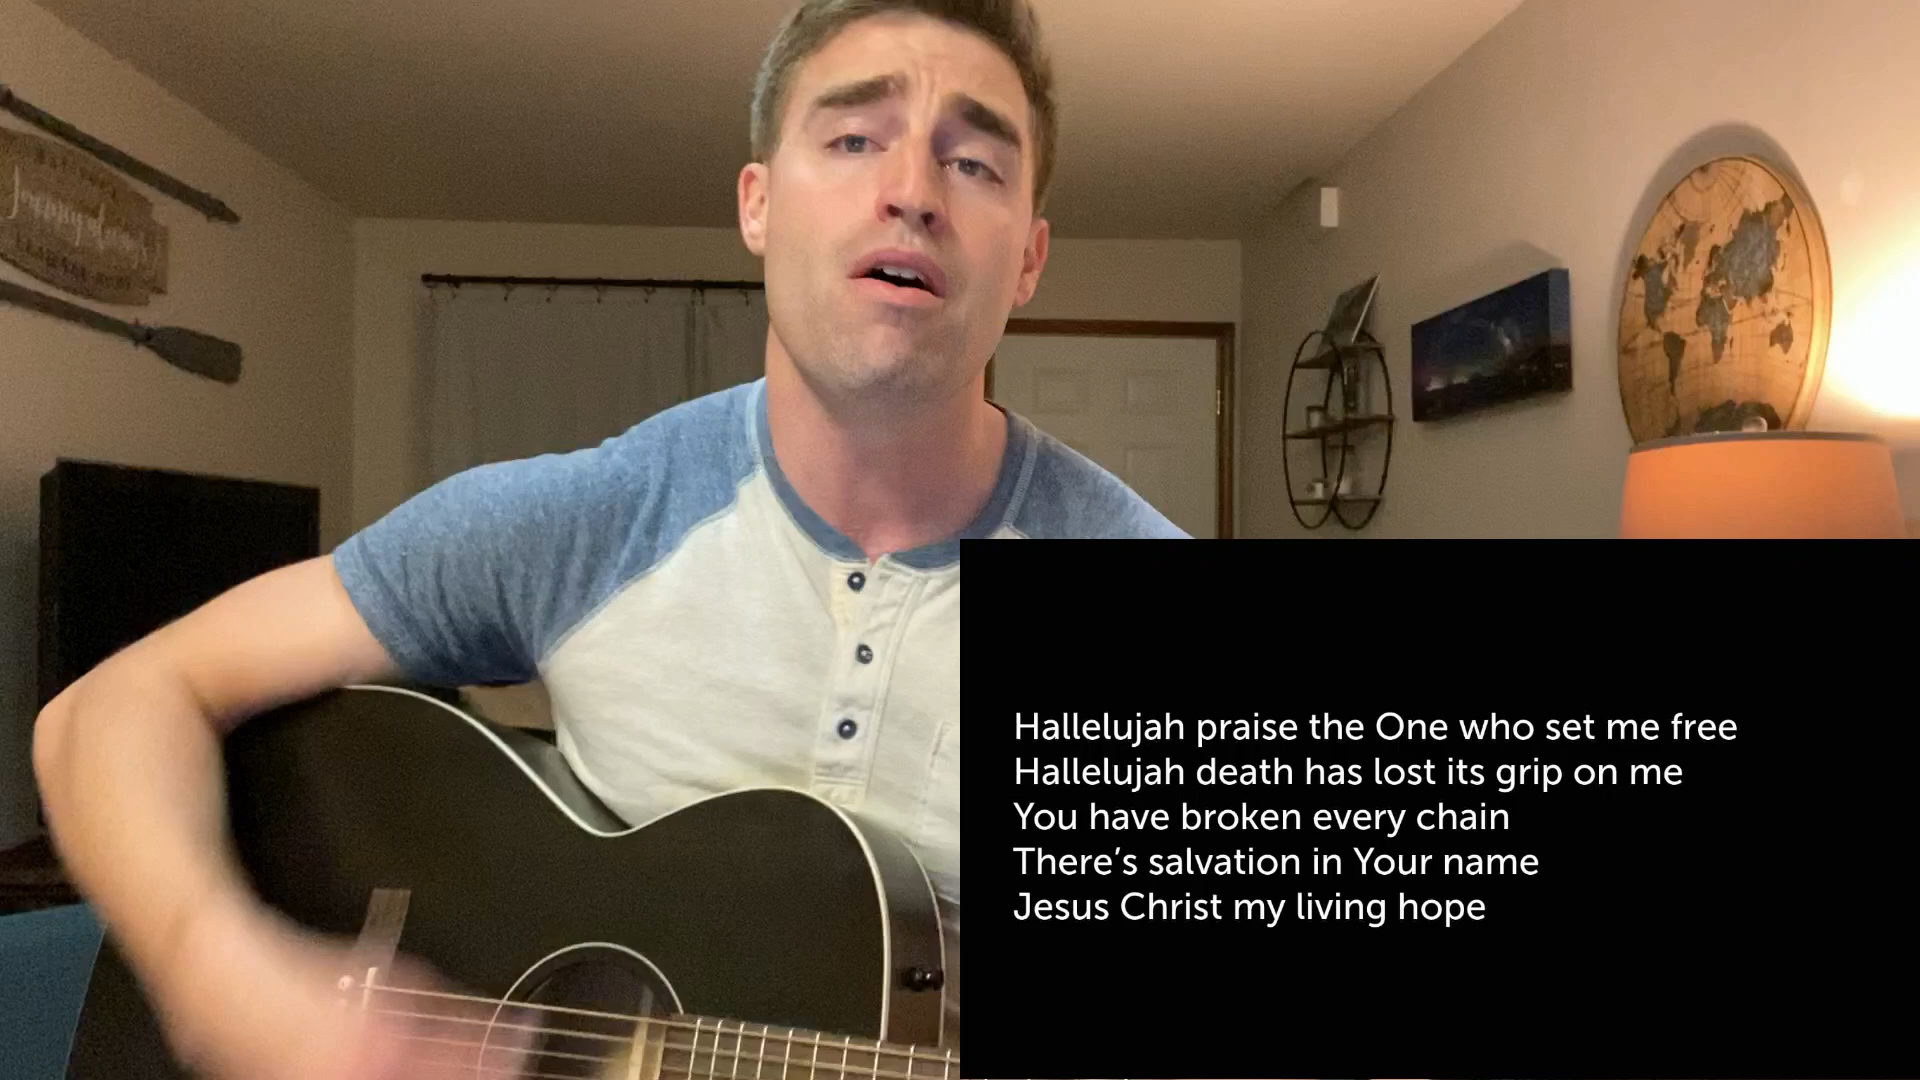 Hallelujah praise the One who set me free
Hallelujah death has lost its grip on me
You have broken every chain
There’s salvation in Your name
Jesus Christ my living hope